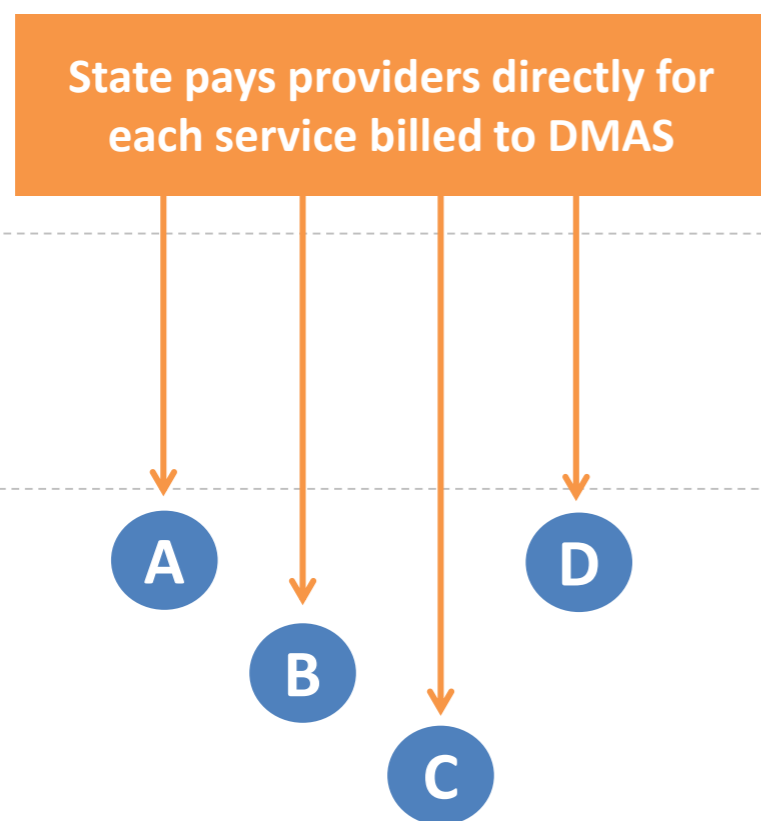 State pays providers directly for
each service billed to DMAS
A
D
B
C